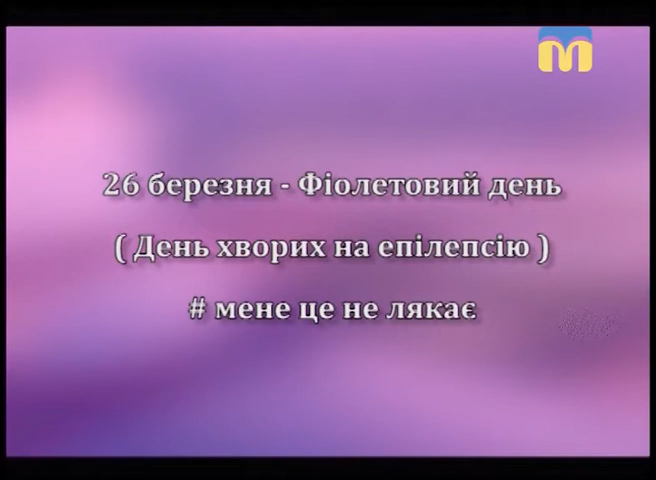 26 березня - Фіолетовий день
( День хворих на епілепсію )
# мене це не лякає